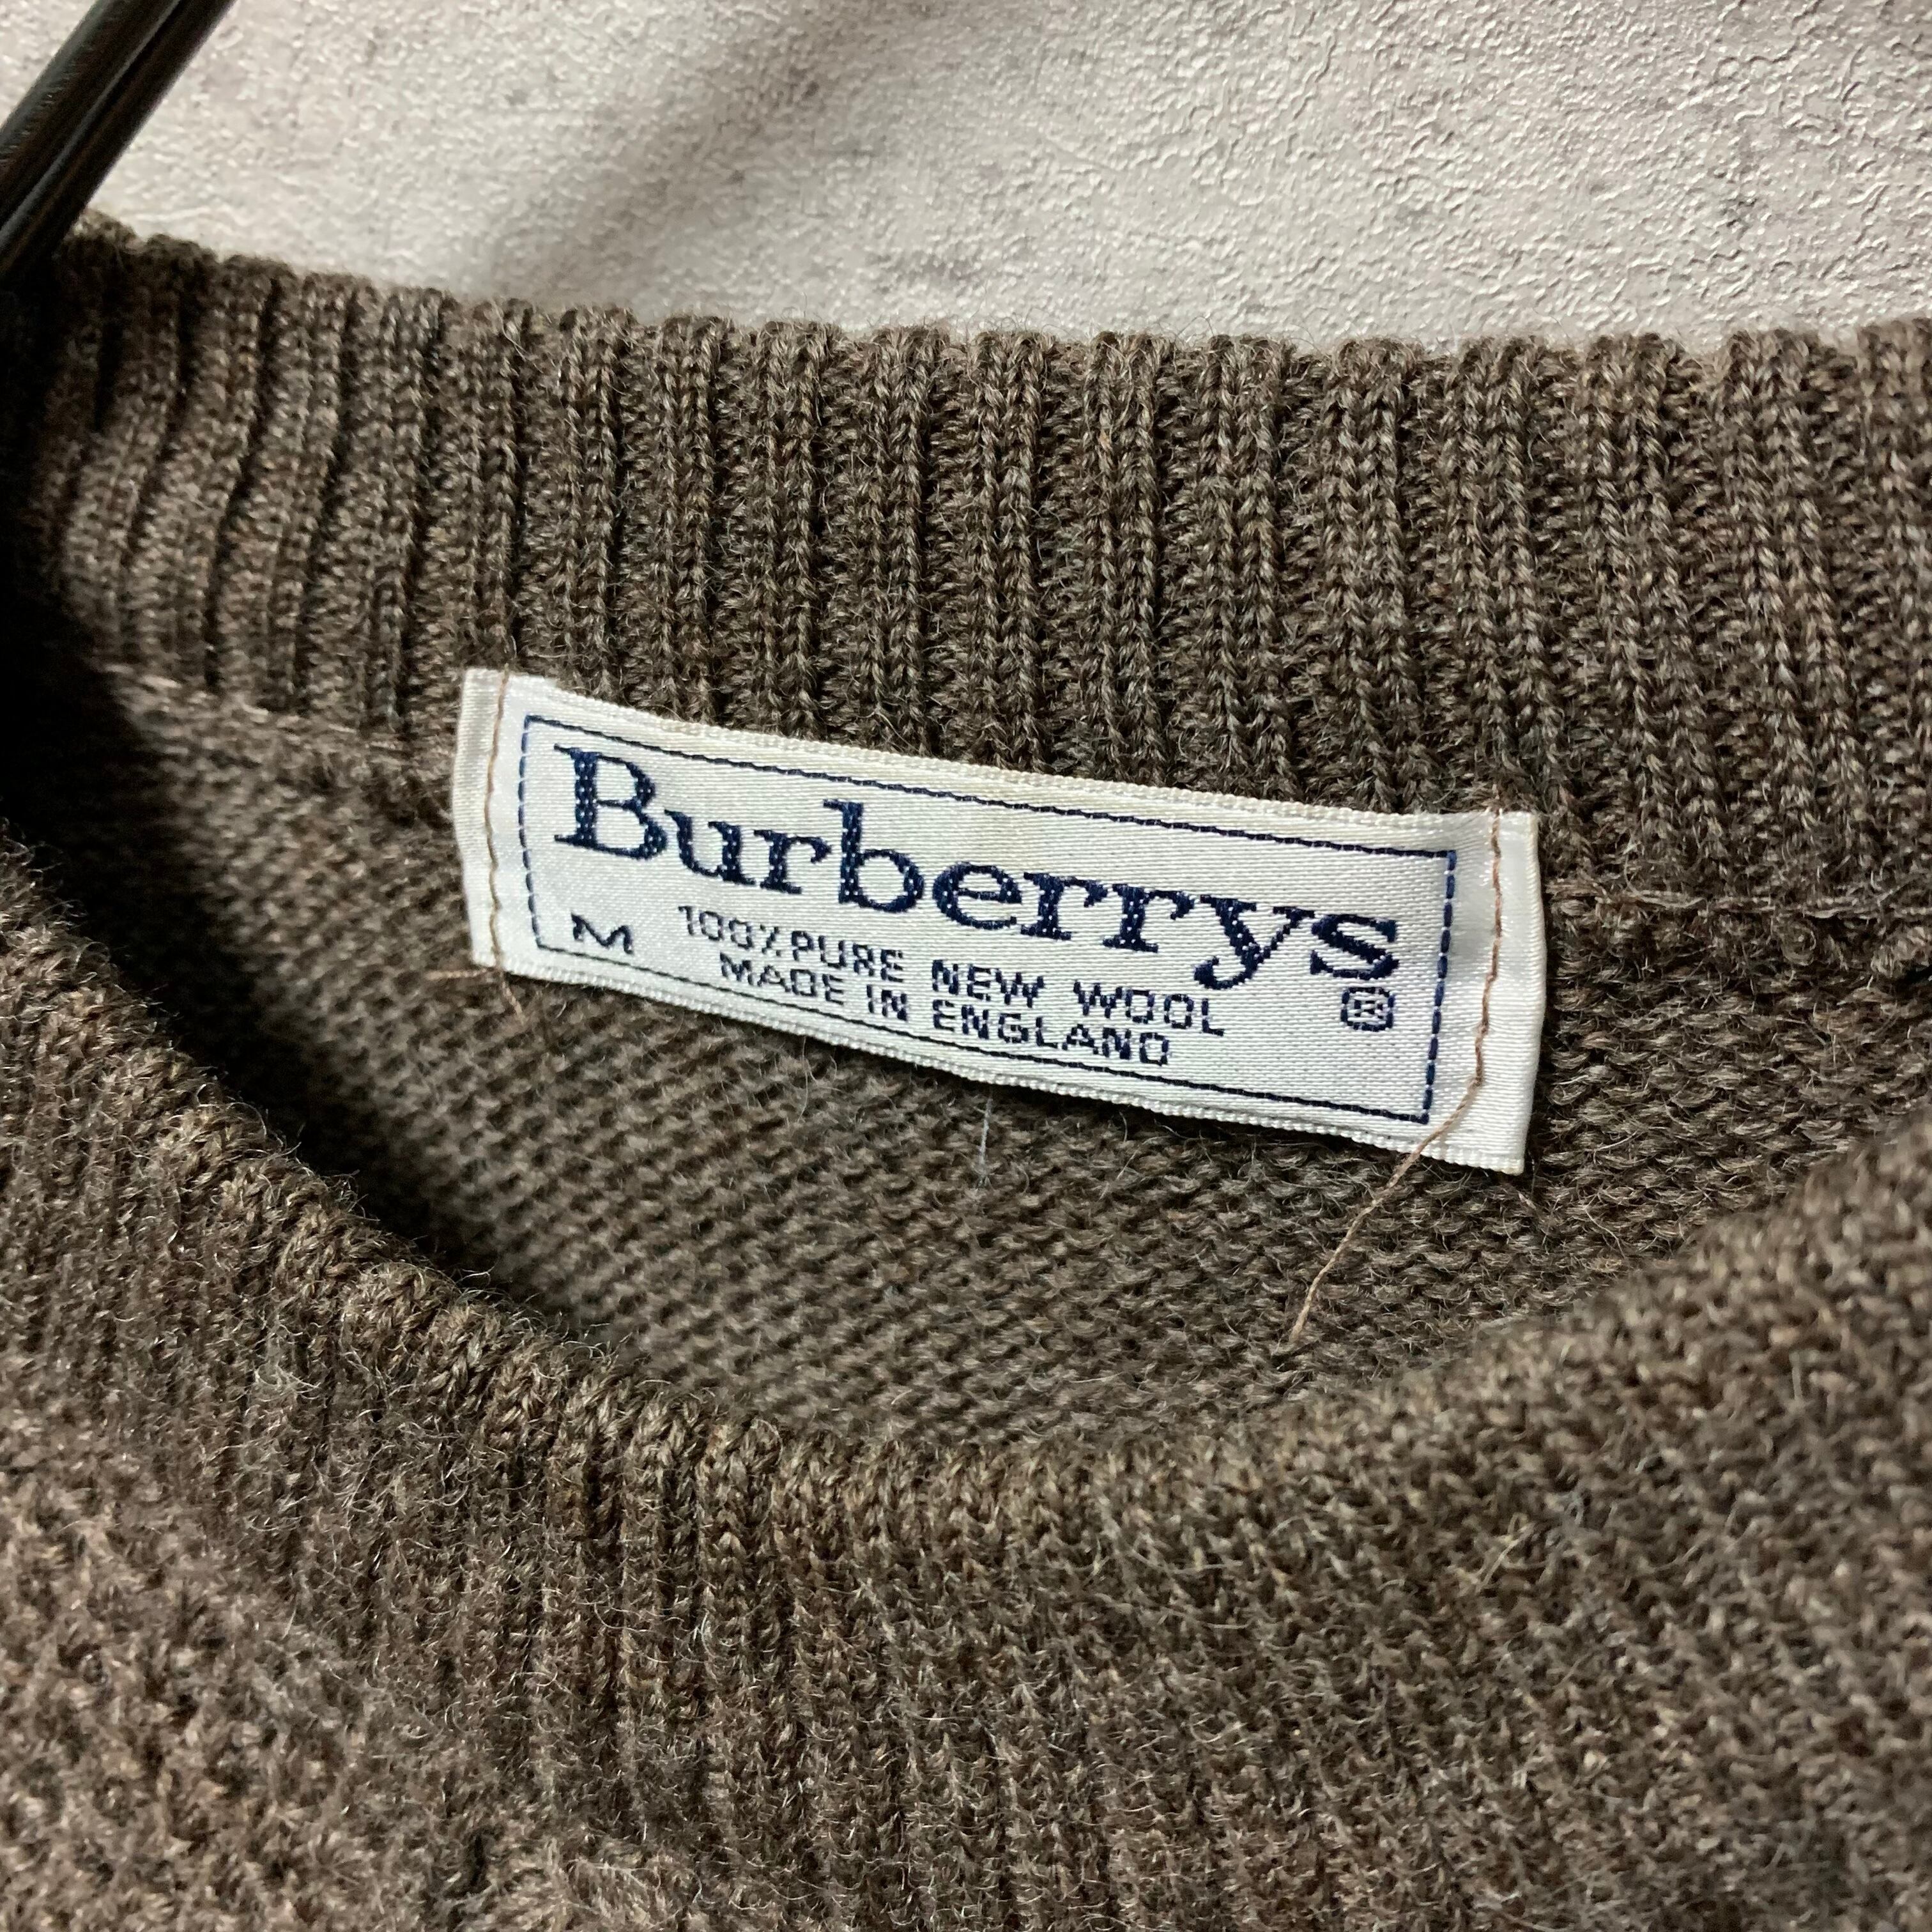 Burberrys
®
M 100% PURE NEW WOOL
MADE IN ENGLAND